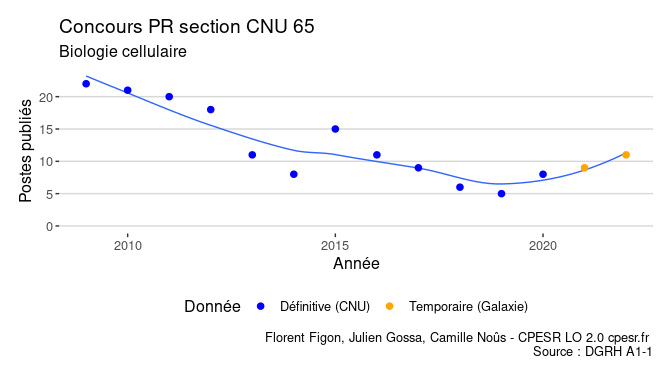 Concours PR section CNU 65
Biologie cellulaire
Postes publiés
20
15
10
5
0
2010
2015
2020
Année
Donnée
Définitive (CNU)
Temporaire (Galaxie)
Florent Figon, Julien Gossa, Camille Noûs - CPESR LO 2.0 cpesr.fr
Source : DGRH A1-1